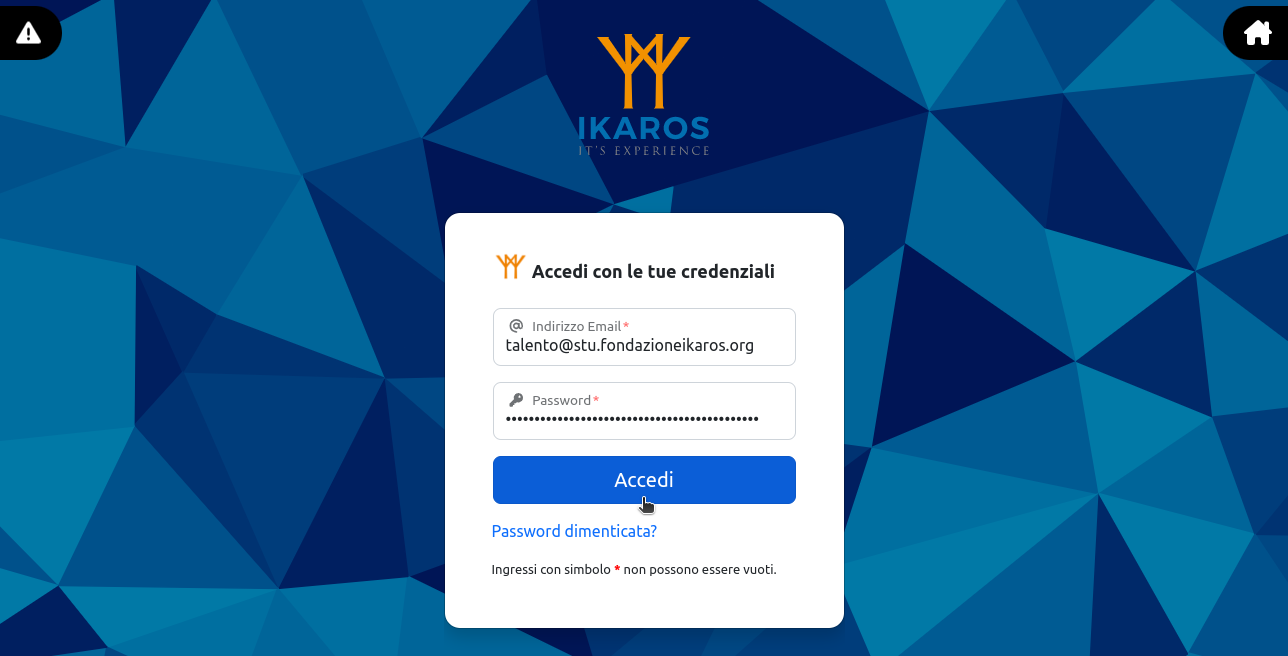 IKAROS
IT'S EXPERIENCE
Accedi con le tue credenziali
Indirizzo Email*
talento@stu.fondazioneikaros.org
Password*
••••••••••••••••••••••••••••••••••••••••••••
Accedi
Password dimenticata?
Ingressi con simbolo * non possono essere vuoti.